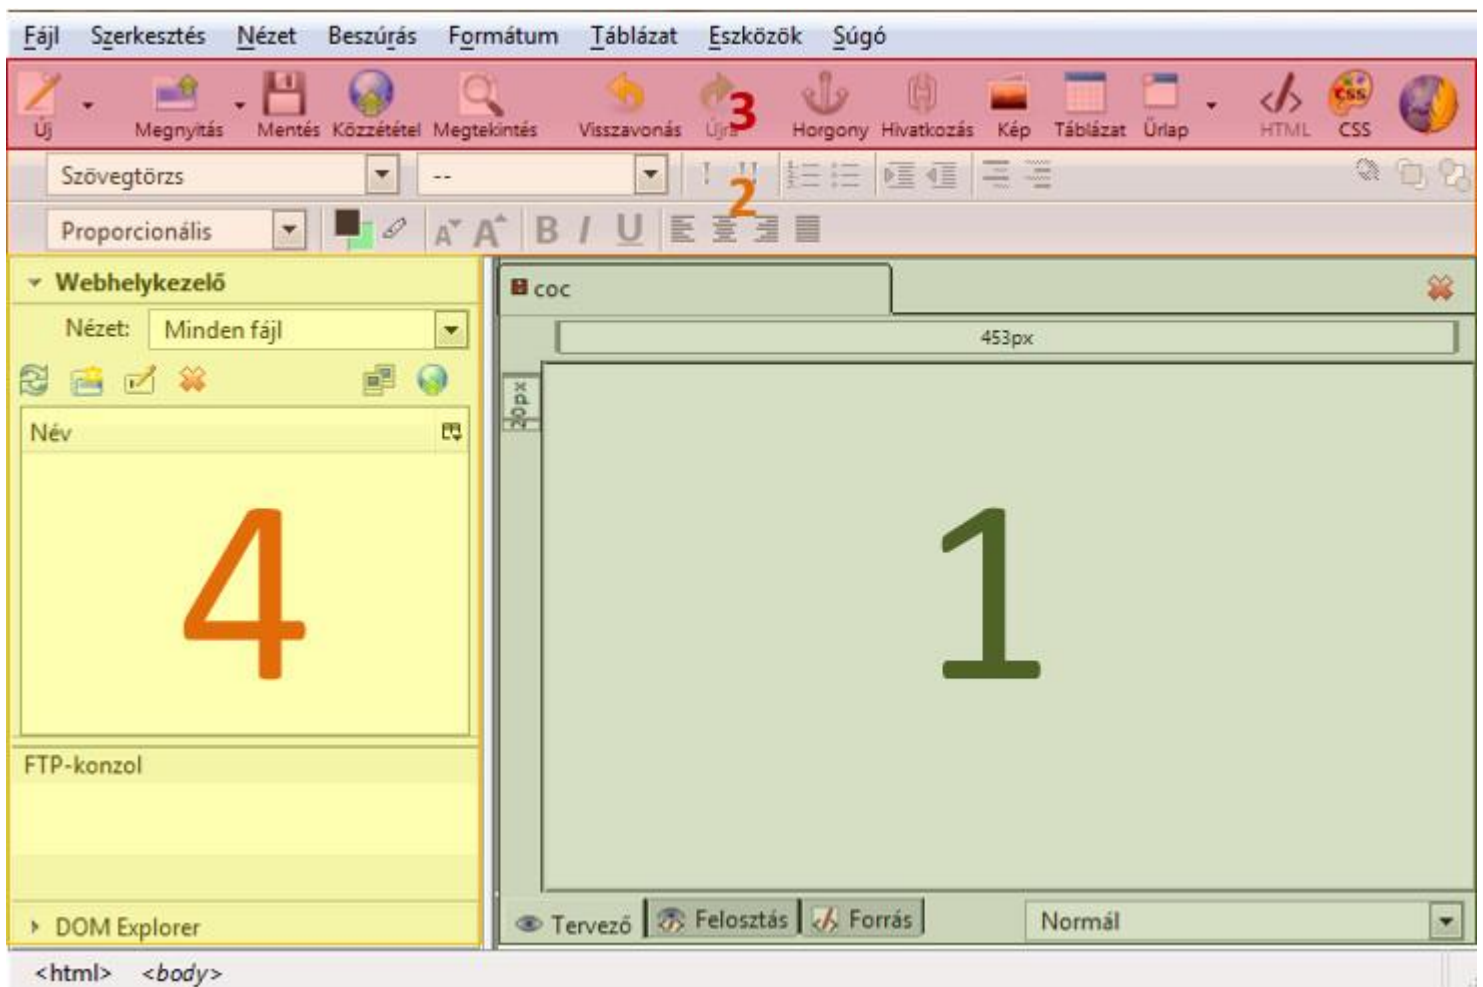 Fájl Szerkesztés Nézet Beszúrás Formátum Táblázat Eszközök Súgó
Új Megnyitás Mentés Közzététel Megtekintés Visszavonás Újra Horgony Hivatkozás Kép Táblázat Űrlap HTML CSS
3
Szövegtörzs --
2
Proporcionális A A B I U
Webhelykezelő
Nézet: Minden fájl
Név
4
FTP-konzol
DOM Explorer
coc
453px
20px
1
Tervező Felosztás Forrás Normál
<html> <body>